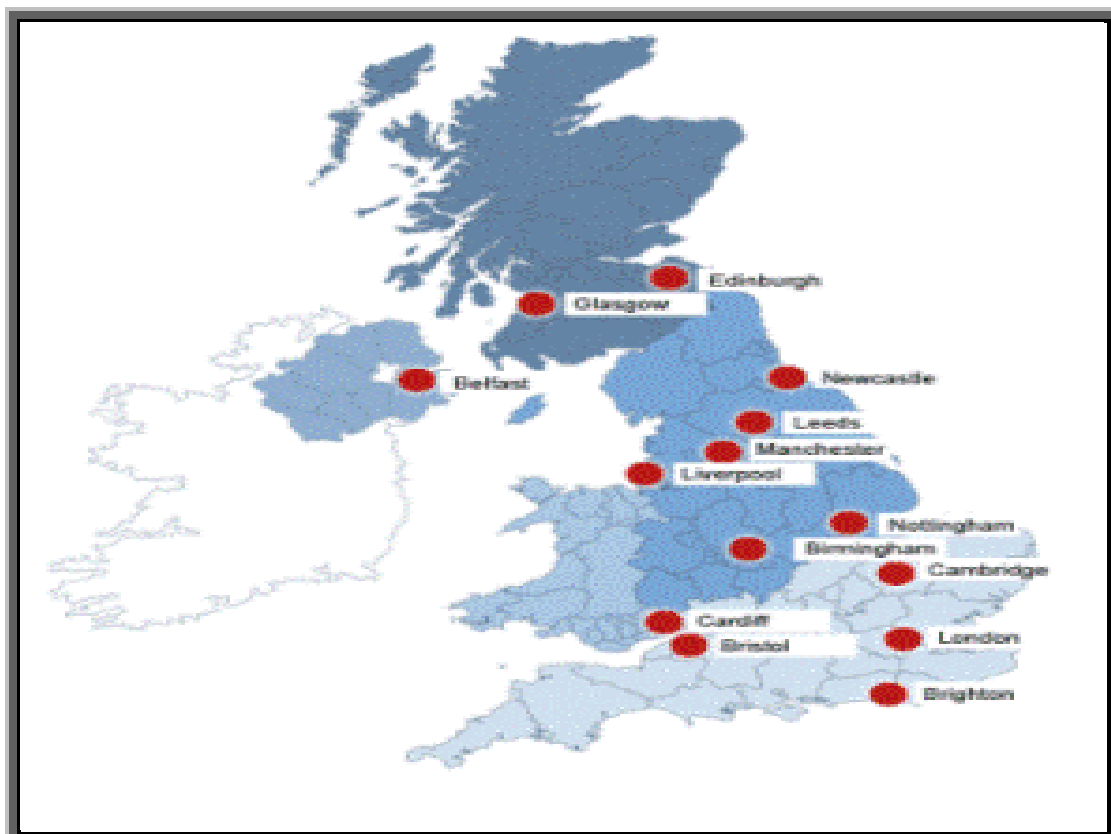 Edinburgh
Glasgow
Belfast
Newcastle
Leeds
Manchester
Liverpool
Nottingham
Birmingham
Cambridge
Cardiff
London
Bristol
Brighton